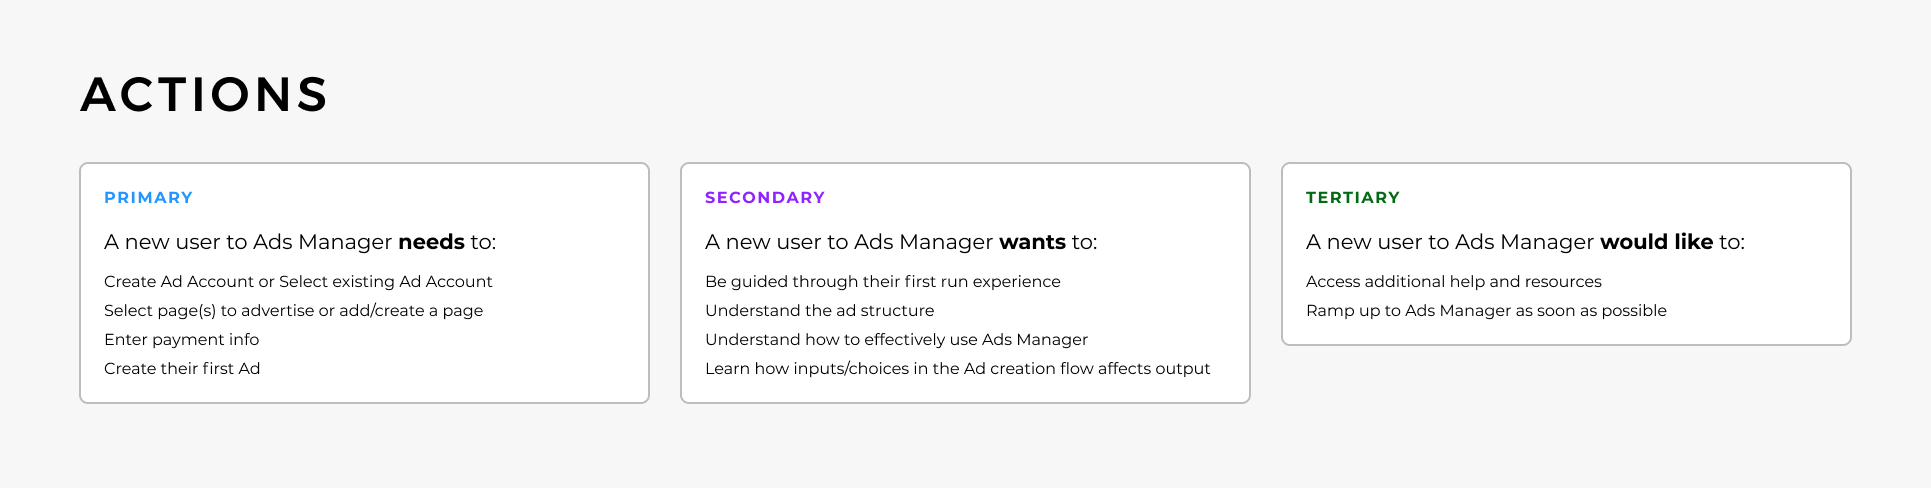 ACTIONS
PRIMARY
A new user to Ads Manager needs to:
Create Ad Account or Select existing Ad Account
Select page(s) to advertise or add/create a page
Enter payment info
Create their first Ad
SECONDARY
A new user to Ads Manager wants to:
Be guided through their first run experience
Understand the ad structure
Understand how to effectively use Ads Manager
Learn how inputs/choices in the Ad creation flow affects output
TERTIARY
A new user to Ads Manager would like to:
Access additional help and resources
Ramp up to Ads Manager as soon as possible